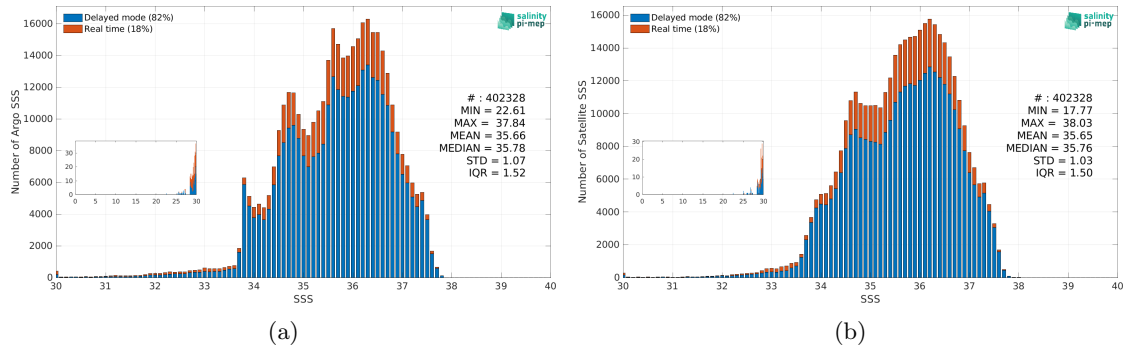 Delayed mode (82%)
Real time (18%)
salinity
pi-mep
# : 402328
MIN = 22.61
MAX = 37.84
MEAN = 35.66
MEDIAN = 35.78
STD = 1.07
IQR = 1.52
Number of Argo SSS
16000
14000
12000
10000
8000
6000
4000
2000
0
30
20
10
0
0 5 10 15 20 25 30
30 31 32 33 34 35 36 37 38 39 40
SSS
(a)
Delayed mode (82%)
Real time (18%)
salinity
pi-mep
# : 402328
MIN = 17.77
MAX = 38.03
MEAN = 35.65
MEDIAN = 35.76
STD = 1.03
IQR = 1.50
Number of Satellite SSS
16000
14000
12000
10000
8000
6000
4000
2000
0
30
20
10
0
0 5 10 15 20 25 30
30 31 32 33 34 35 36 37 38 39 40
SSS
(b)